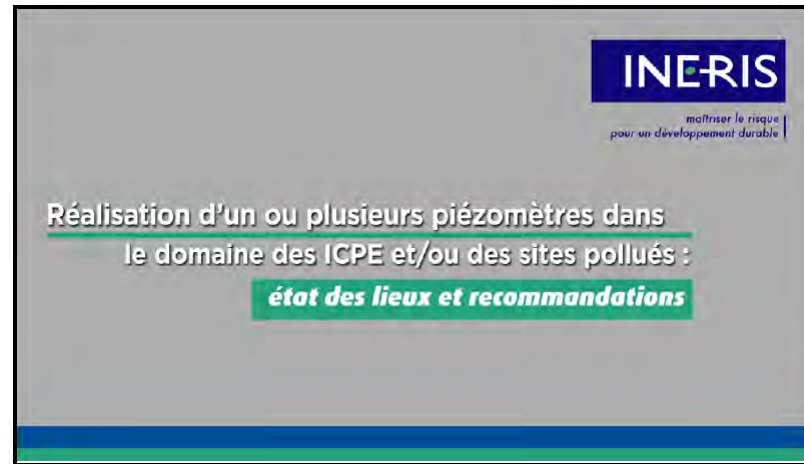 INERIS
maîtriser le risque
pour un développement durable
Réalisation d'un ou plusieurs piézomètres dans
le domaine des ICPE et/ou des sites pollués :
état des lieux et recommandations